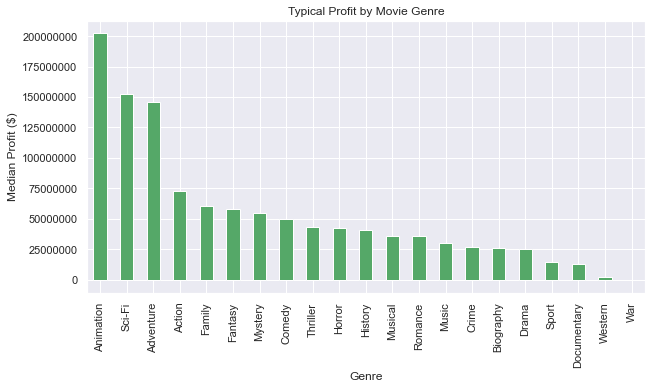 Typical Profit by Movie Genre
Median Profit ($)
200000000
175000000
150000000
125000000
100000000
75000000
50000000
25000000
0
Animation
Sci-Fi
Adventure
Action
Family
Fantasy
Mystery
Comedy
Thriller
Horror
History
Musical
Romance
Music
Crime
Biography
Drama
Sport
Documentary
Western
War
Genre